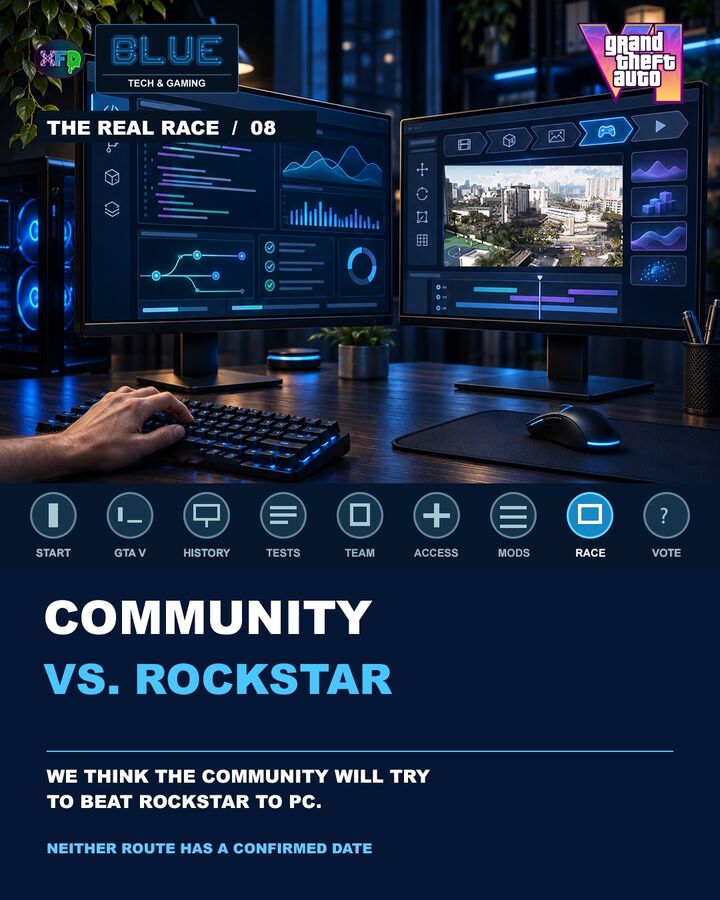 XFP
BLUE
TECH & GAMING
grand
theft
auto
VI
THE REAL RACE / 08
START
GTA V
HISTORY
TESTS
TEAM
ACCESS
MODS
RACE
VOTE
COMMUNITY
VS. ROCKSTAR
WE THINK THE COMMUNITY WILL TRY
TO BEAT ROCKSTAR TO PC.
NEITHER ROUTE HAS A CONFIRMED DATE